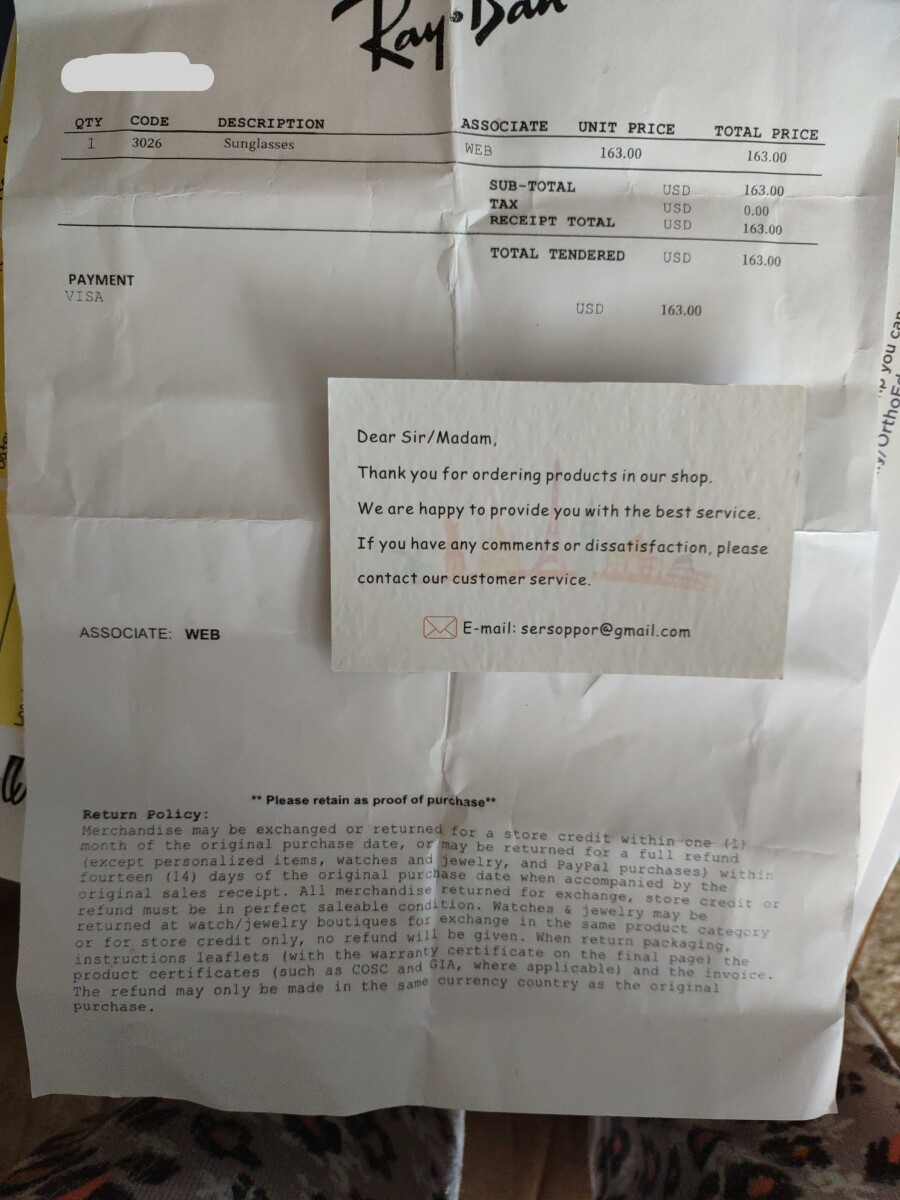 Ray-Ban
QTY CODE DESCRIPTION ASSOCIATE UNIT PRICE TOTAL PRICE
1 3026 Sunglasses WEB 163.00 163.00
SUB-TOTAL USD 163.00
TAX USD 0.00
RECEIPT TOTAL USD 163.00
TOTAL TENDERED USD 163.00
PAYMENT
VISA
USD 163.00
Dear Sir/Madam,
Thank you for ordering products in our shop.
We are happy to provide you with the best service.
If you have any comments or dissatisfaction, please
contact our customer service.
E-mail: sersoppor@gmail.com
ASSOCIATE: WEB
** Please retain as proof of purchase**
Return Policy:
Merchandise may be exchanged or returned for a store credit within one (1)
month of the original purchase date, or may be returned for a full refund
(except personalized items, watches and jewelry, and PayPal purchases) within
fourteen (14) days of the original purchase date when accompanied by the
original sales receipt. All merchandise returned for exchange, store credit or
refund must be in perfect saleable condition. Watches & jewelry may be
returned at watch/jewelry boutiques for exchange in the same product category
or for store credit only, no refund will be given. When return packaging,
instructions leaflets (with the warranty certificate on the final page) the
product certificates (such as COSC and GIA, where applicable) and the invoice.
The refund may only be made in the same currency country as the original
purchase.
you can